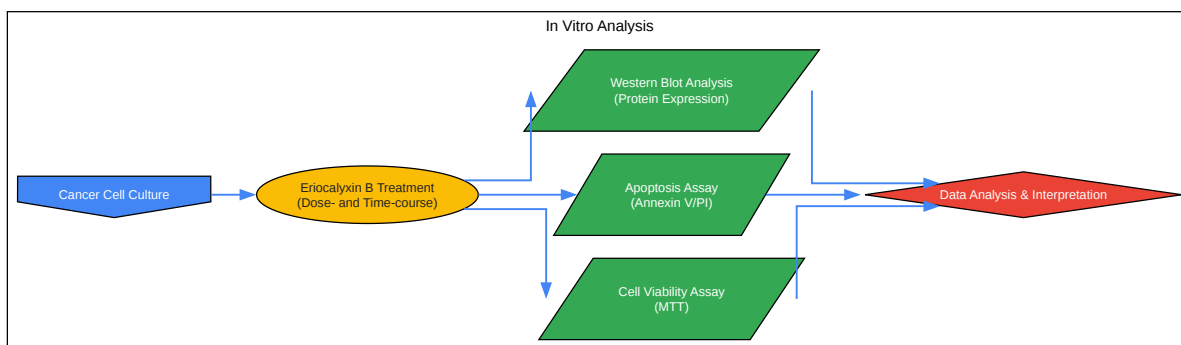 In Vitro Analysis
Western Blot Analysis
(Protein Expression)
Cancer Cell Culture
Eriocalyxin B Treatment
(Dose- and Time-course)
Apoptosis Assay
(Annexin V/PI)
Data Analysis & Interpretation
Cell Viability Assay
(MTT)